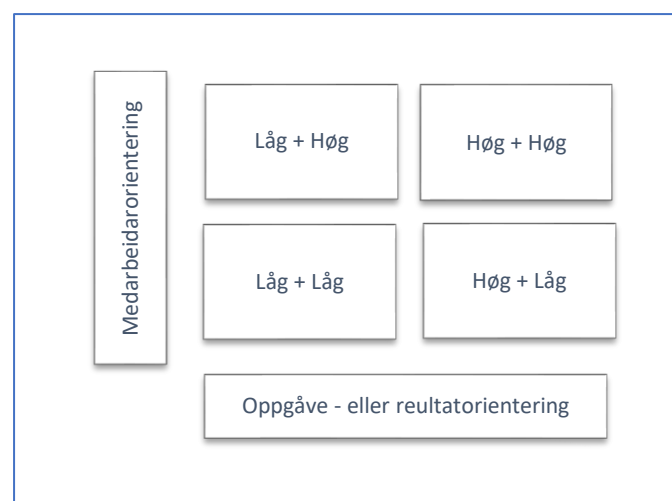 Medarbeidarorientering
Låg + Høg
Høg + Høg
Låg + Låg
Høg + Låg
Oppgåve - eller reultatorientering